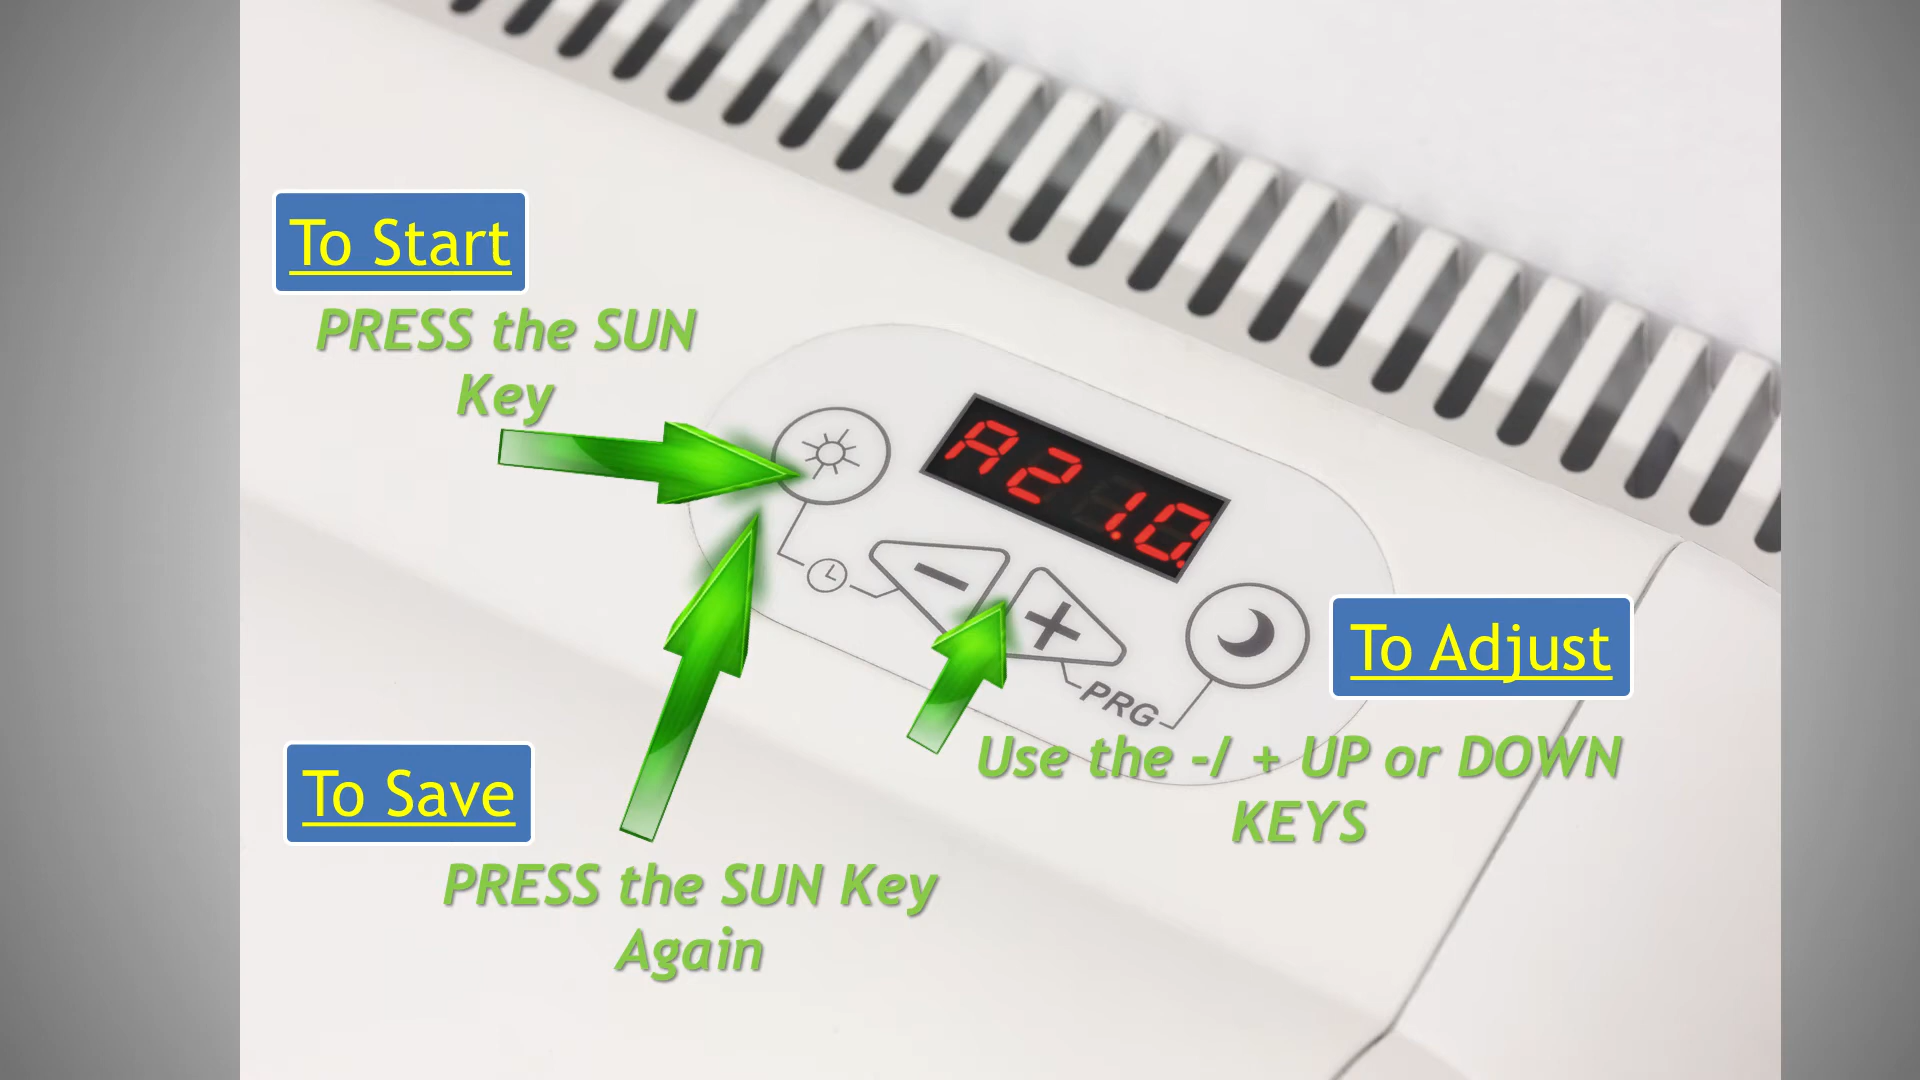 To Start
PRESS the SUN
Key
A21.0.
- +
PRG
To Adjust
Use the -/ + UP or DOWN
KEYS
To Save
PRESS the SUN Key
Again